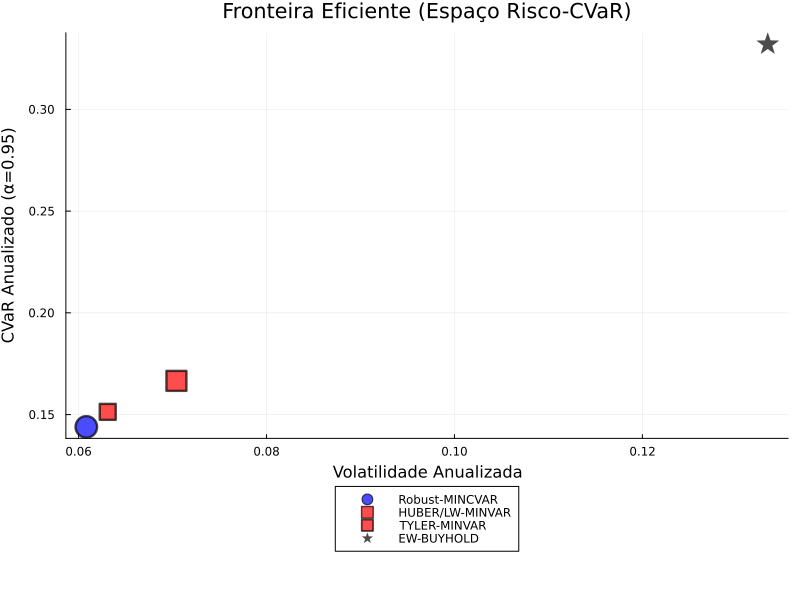 Fronteira Eficiente (Espaço Risco-CVaR)
CVaR Anualizado (α=0.95)
0.30
0.25
0.20
0.15
0.06 0.08 0.10 0.12
Volatilidade Anualizada
Robust-MINCVAR
HUBER/LW-MINVAR
TYLER-MINVAR
EW-BUYHOLD